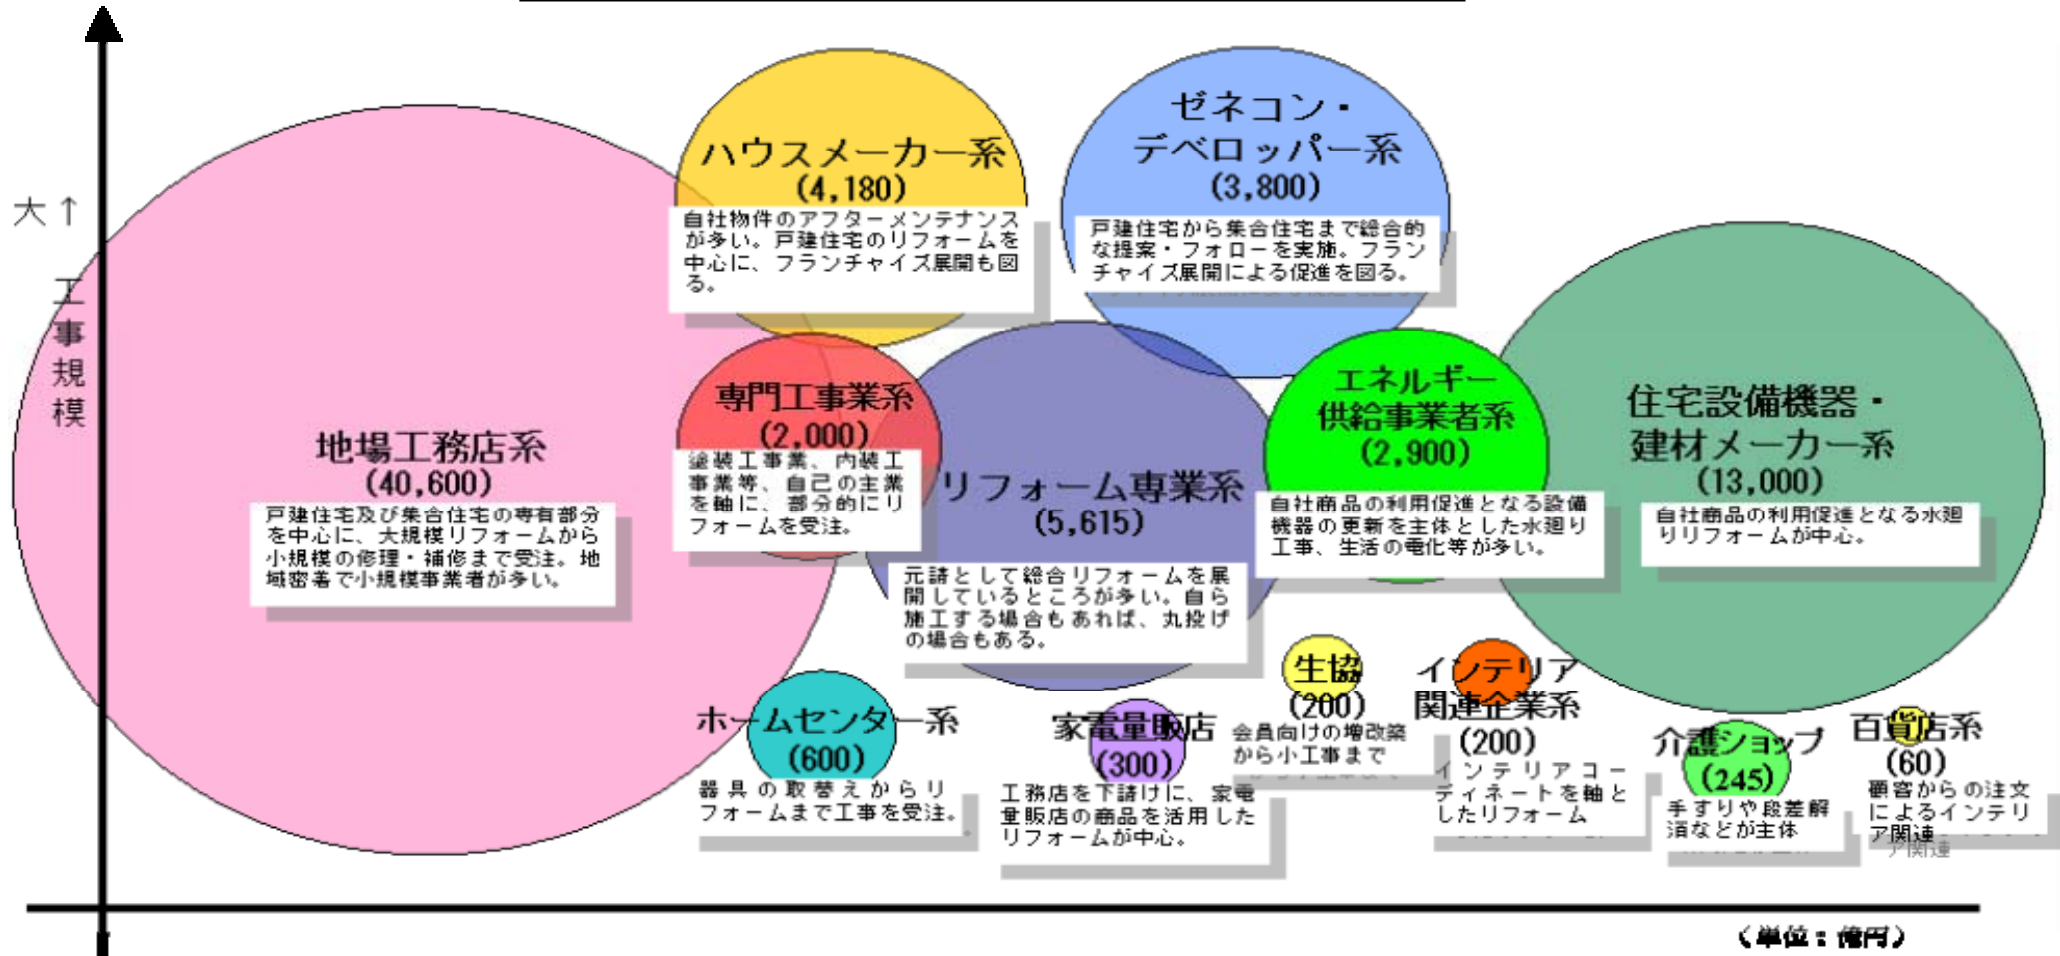 大↑
工事規模
ハウスメーカー系
(4,180)
自社物件のアフターメンテナンス
が多い。戸建住宅のリフォームを
中心に、フランチャイズ展開も図
る。
ゼネコン・
デベロッパー系
(3,800)
戸建住宅から集合住宅まで総合的
な提案・フォローを実施。フラン
チャイズ展開による促進を図る。
地場工務店系
(40,600)
戸建住宅及び集合住宅の専有部分
を中心に、大規模リフォームから
小規模の修理・補修まで受注。地
域密着で小規模事業者が多い。
専門工事業系
(2,000)
塗装工事業、内装工
事業等、自己の主業
を軸に、部分的にリ
フォームを受注。
リフォーム専業系
(5,615)
元請として総合リフォームを展
開しているところが多い。自ら
施工する場合もあれば、丸投げ
の場合もある。
エネルギー
供給事業者系
(2,900)
自社商品の利用促進となる設備
機器の更新を主体とした水廻り
工事、生活の電化等が多い。
住宅設備機器・
建材メーカー系
(13,000)
自社商品の利用促進となる水廻
りリフォームが中心。
ホームセンター系
(600)
器具の取替えからリ
フォームまで工事を受注。
家電量販店
(300)
工務店を下請けに、家電
量販店の商品を活用した
リフォームが中心。
生協
(200)
会員向けの増改築
から小工事まで
インテリア
関連企業系
(200)
インテリアコー
ディネートを軸と
したリフォーム
介護ショップ
(245)
手すりや段差解
消などが主体
百貨店系
(60)
顧客からの注文
によるインテリ
ア関連
ア関連
(単位：億円)